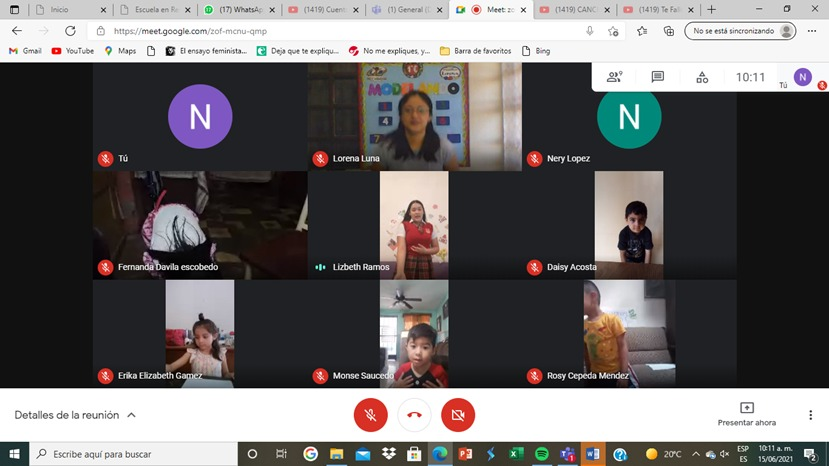 Inicio
Escuela en Ra
(17) WhatsAp
(1419) Cuent
(1) General (D
Meet: zo
(1419) CANC
(1419) Te Fall
https://meet.google.com/zof-mcnu-qmp
No se está sincronizando
Gmail
YouTube
Maps
El ensayo feminista...
Deja que te expliqu...
No me expliques, y...
Barra de favoritos
Bing
9
10:11
N
Tú
N
Tú
Lorena Luna
N
Nery Lopez
Fernanda Davila escobedo
Lizbeth Ramos
Daisy Acosta
Erika Elizabeth Gamez
Monse Saucedo
Rosy Cepeda Mendez
Detalles de la reunión
Presentar ahora
Escribe aquí para buscar
20°C
ESP
ES
10:11 a. m.
15/06/2021
2